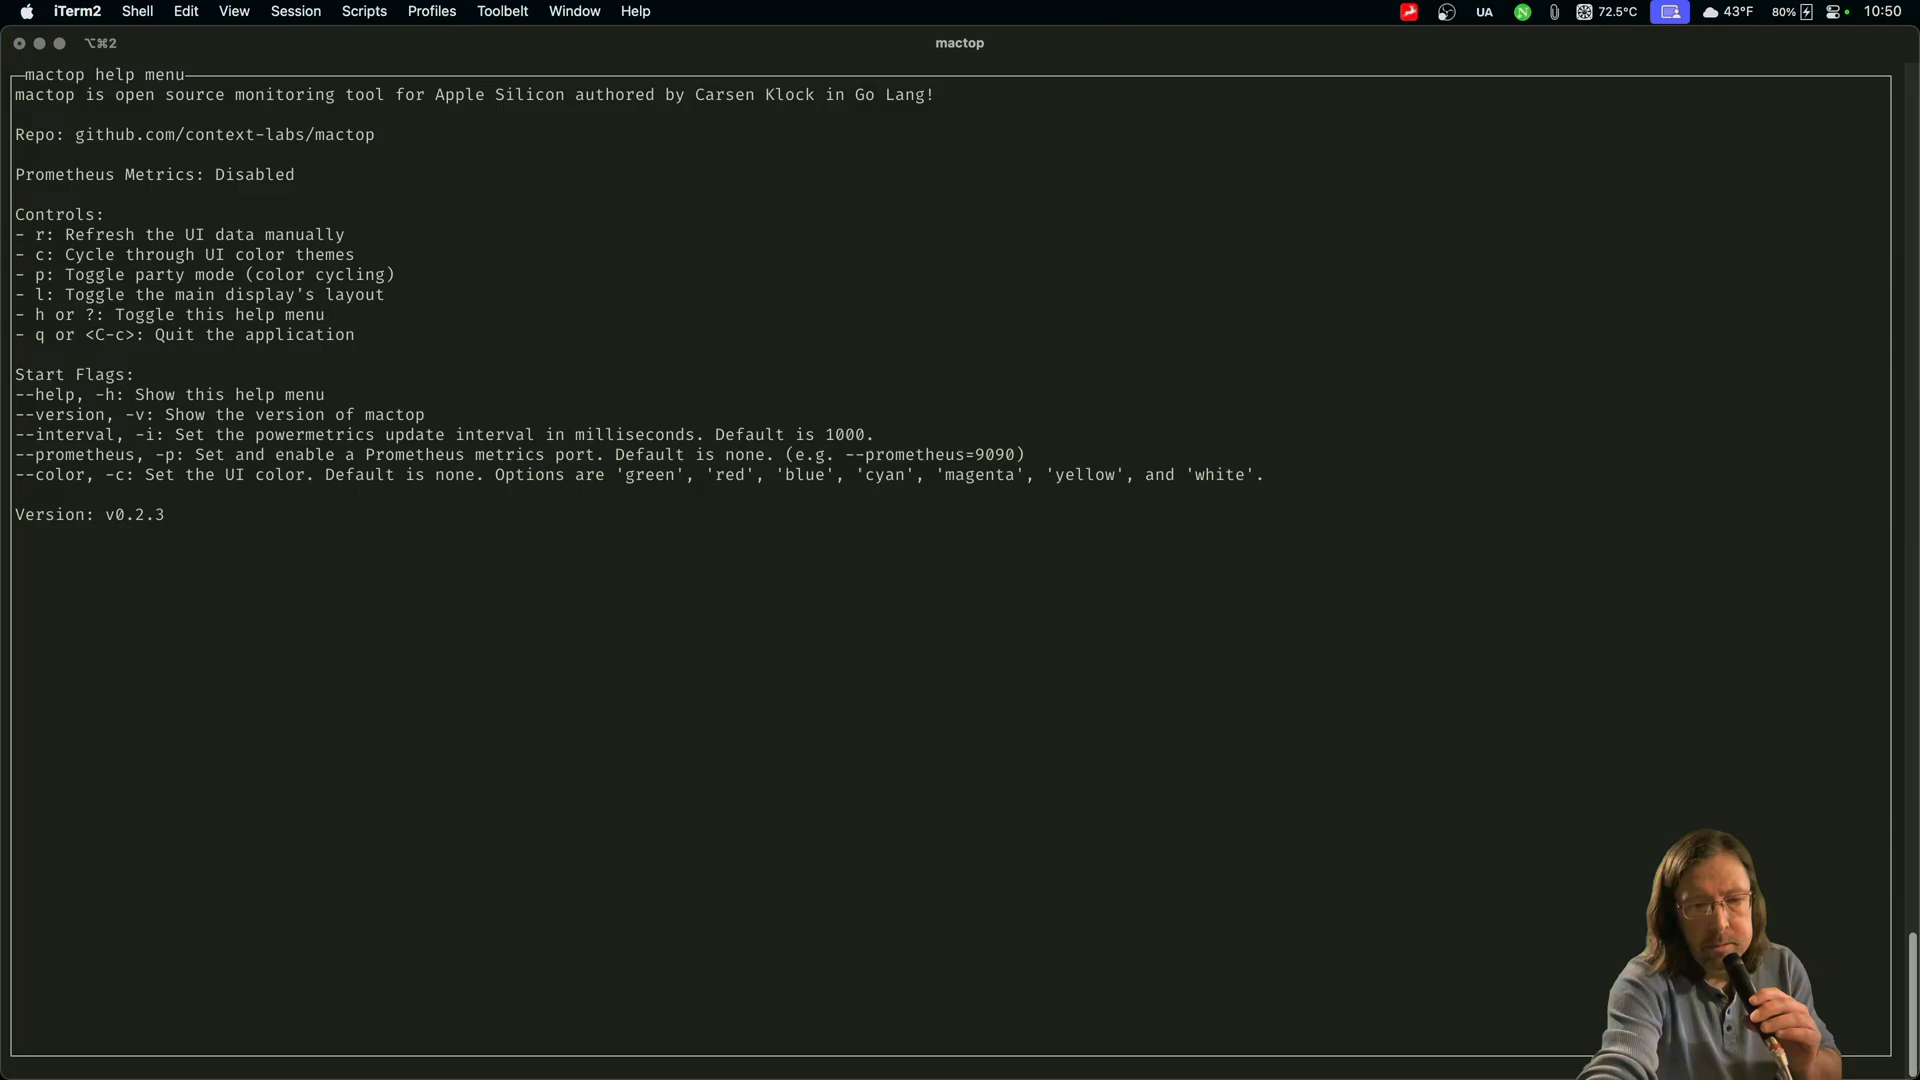 iTerm2 Shell Edit View Session Scripts Profiles Toolbelt Window Help UA N 72.5°C 43°F 80% 10:50
⌥⌘2 mactop
mactop help menu
mactop is open source monitoring tool for Apple Silicon authored by Carsen Klock in Go Lang!
Repo: github.com/context-labs/mactop
Prometheus Metrics: Disabled
Controls:
- r: Refresh the UI data manually
- c: Cycle through UI color themes
- p: Toggle party mode (color cycling)
- l: Toggle the main display's layout
- h or ?: Toggle this help menu
- q or <C-c>: Quit the application
Start Flags:
--help, -h: Show this help menu
--version, -v: Show the version of mactop
--interval, -i: Set the powermetrics update interval in milliseconds. Default is 1000.
--prometheus, -p: Set and enable a Prometheus metrics port. Default is none. (e.g. --prometheus=9090)
--color, -c: Set the UI color. Default is none. Options are 'green', 'red', 'blue', 'cyan', 'magenta', 'yellow', and 'white'.
Version: v0.2.3